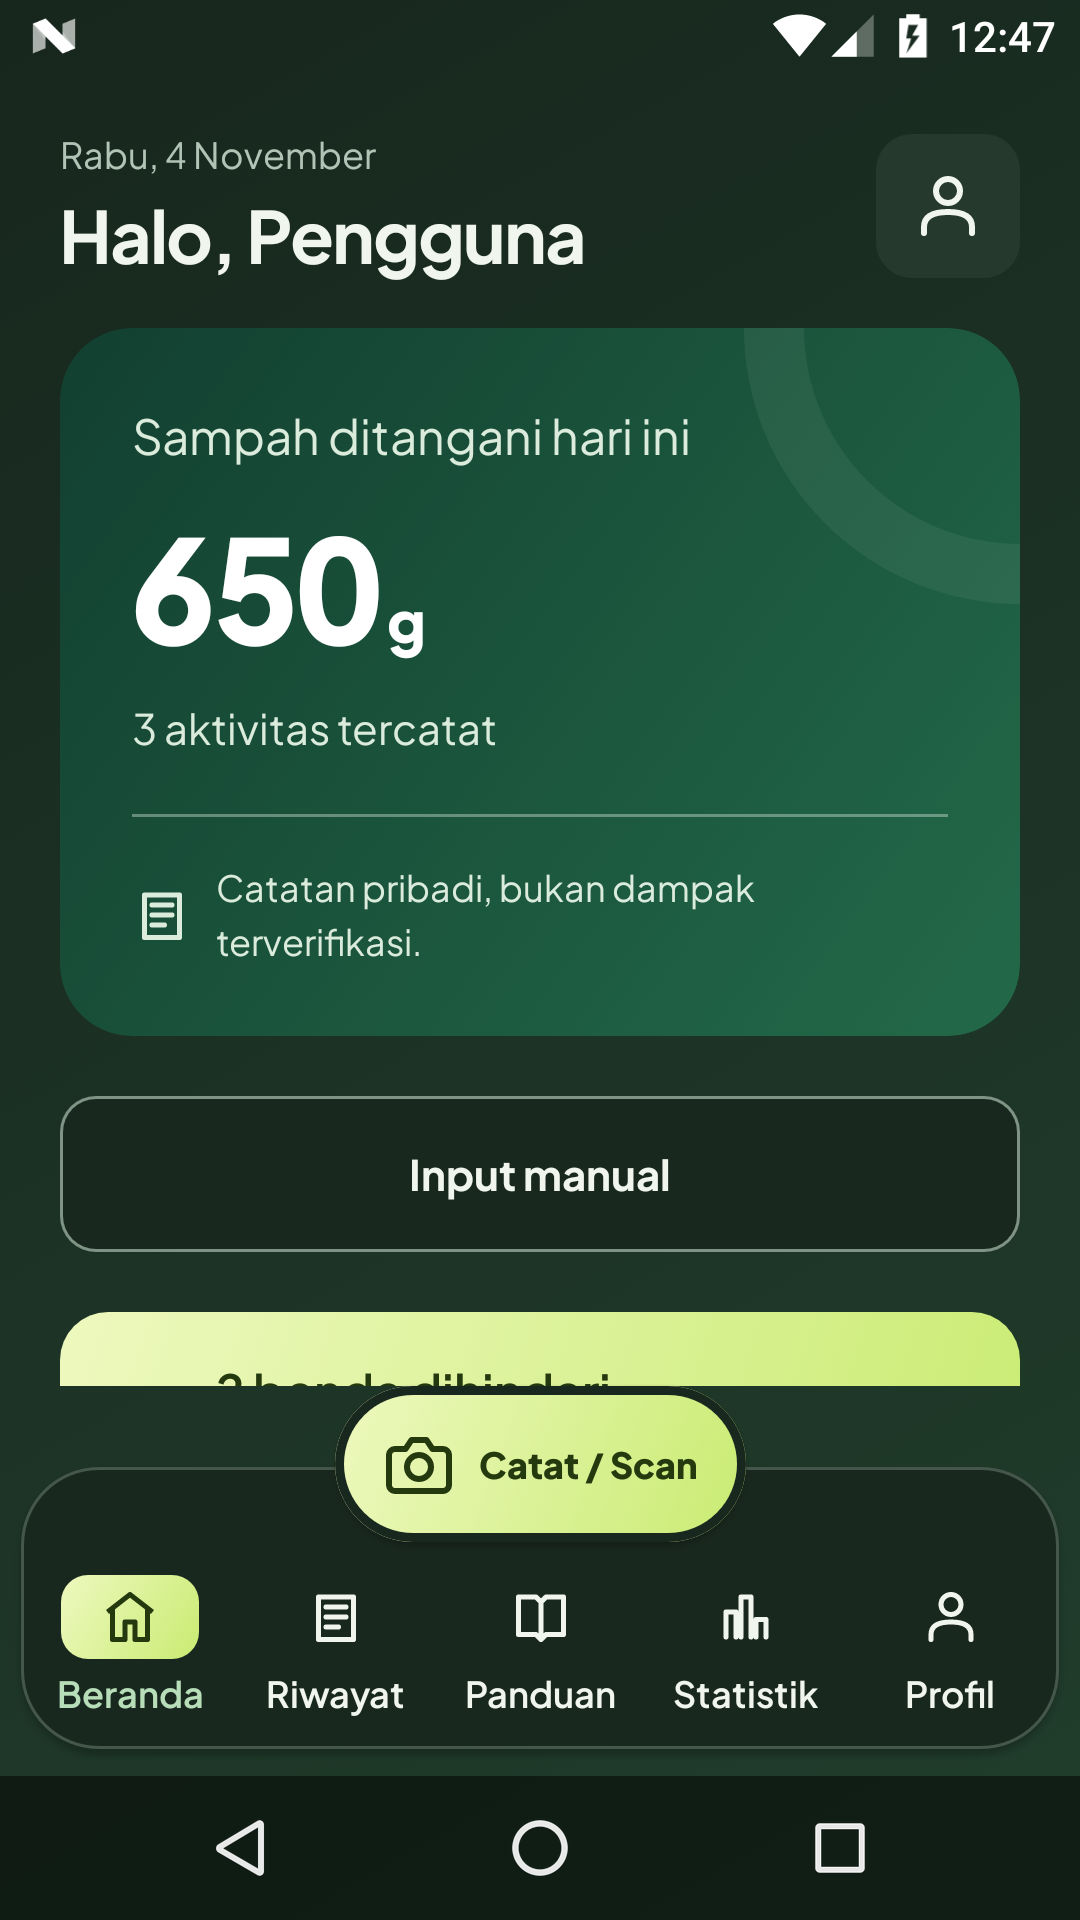 12:47
Rabu, 4 November
Halo, Pengguna
Sampah ditangani hari ini
650 g
3 aktivitas tercatat
Catatan pribadi, bukan dampak
terverifikasi.
Input manual
Catat / Scan
Beranda Riwayat Panduan Statistik Profil